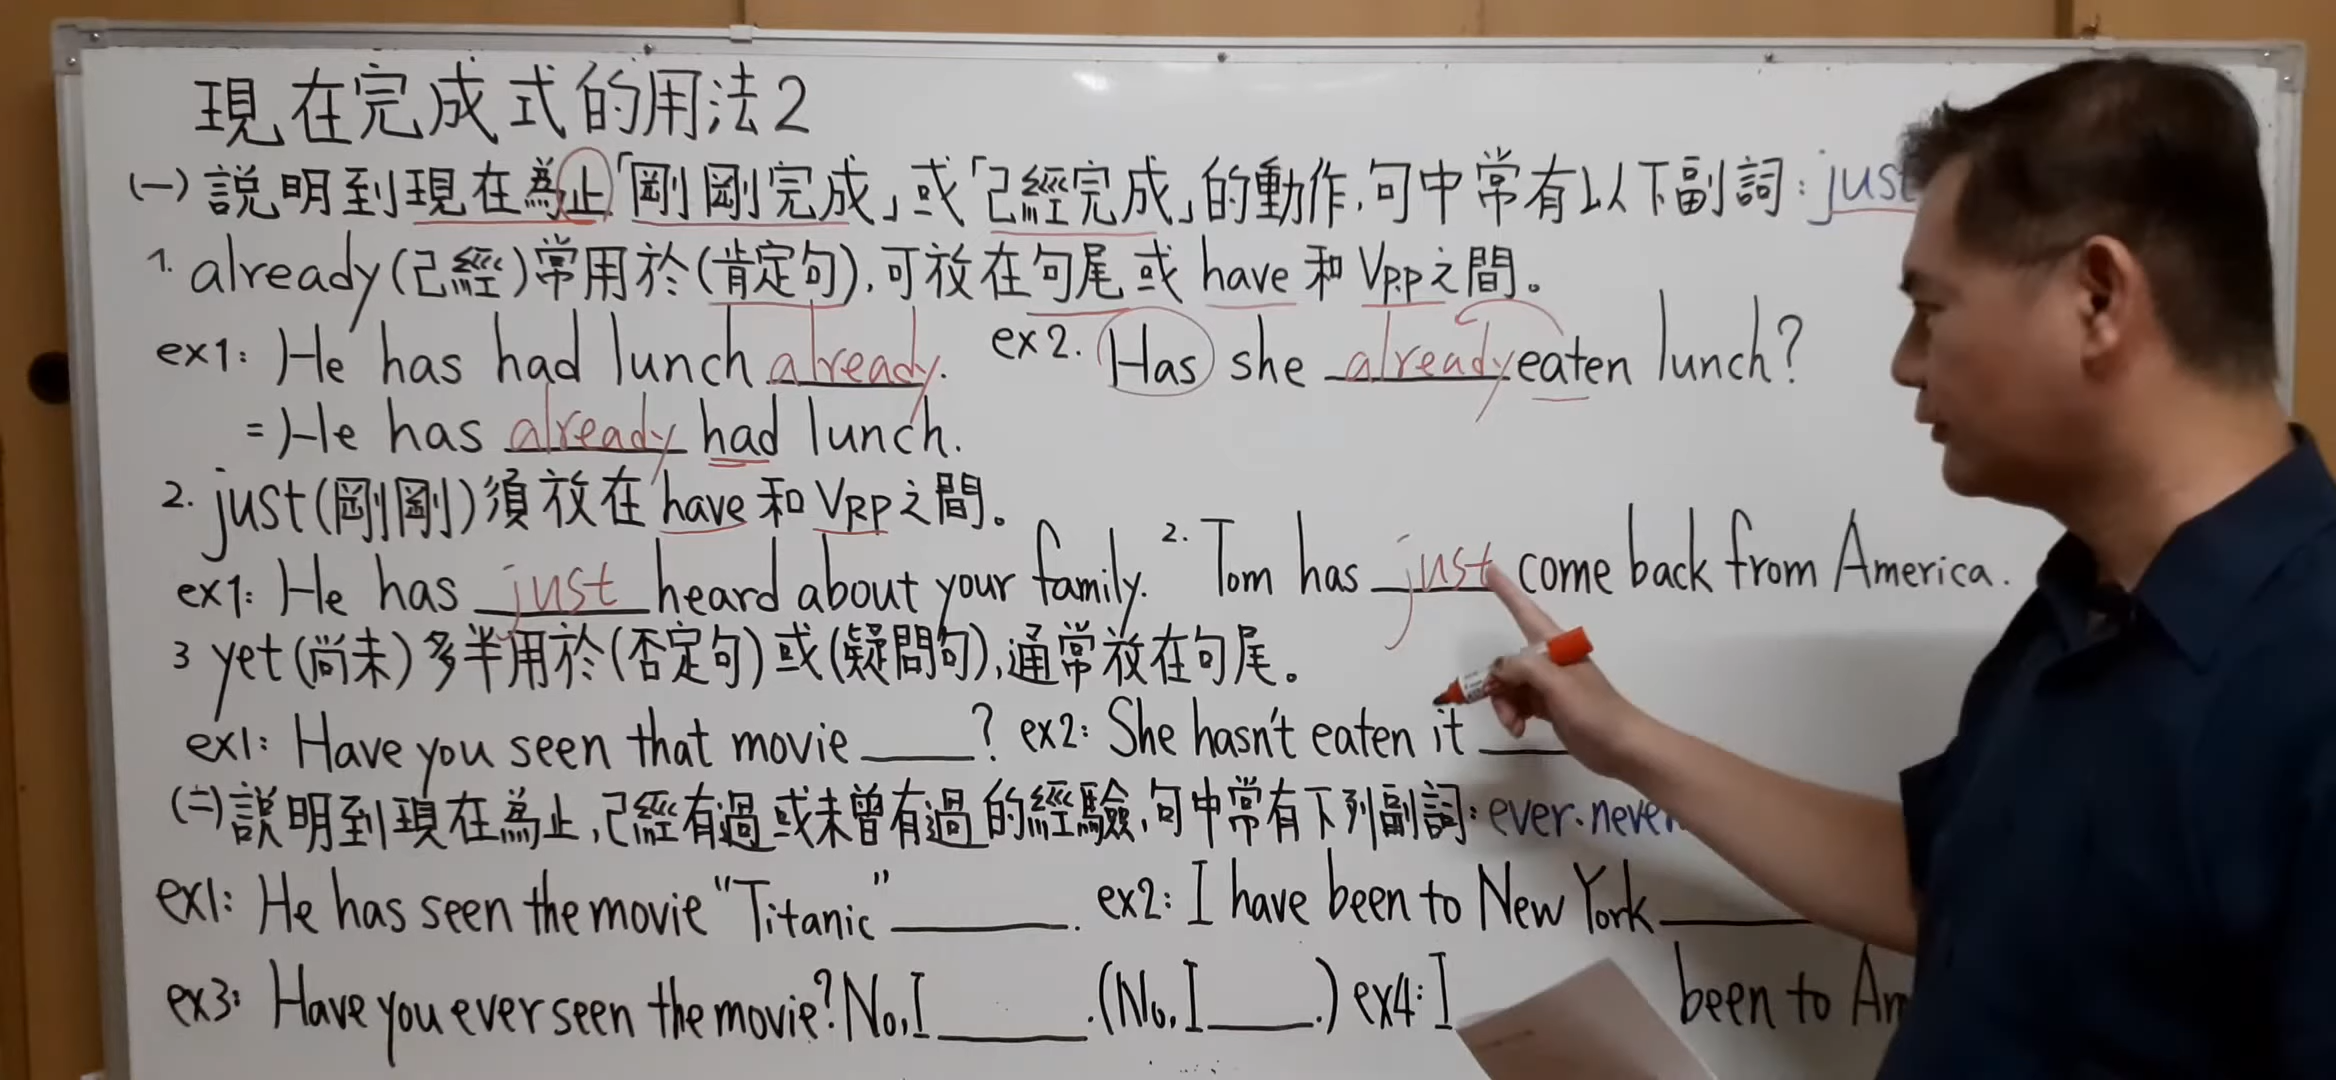 現在完成式的用法2
(一)說明到現在為止「剛剛完成」或「已經完成」的動作,句中常有以下副詞:just
1. already(已經)常用於(肯定句),可放在句尾或 have 和 Vp.p之間。
ex1: He has had lunch already. ex2. Has she already eaten lunch?
=He has already had lunch.
2. just(剛剛)須放在have和Vp.p之間。
ex1: He has just heard about your family. 2. Tom has just come back from America.
3 yet(尚未)多半用於(否定句)或(疑問句),通常放在句尾。
ex1: Have you seen that movie ____? ex2: She hasn't eaten it ____
(二)說明到現在為止,已經有過或未曾有過的經驗,句中常有下列副詞:ever.never
ex1: He has seen the movie "Titanic" ______. ex2: I have been to New York ______
ex3: Have you ever seen the movie? No, I ______. (No, I ____.) ex4: I been to Am